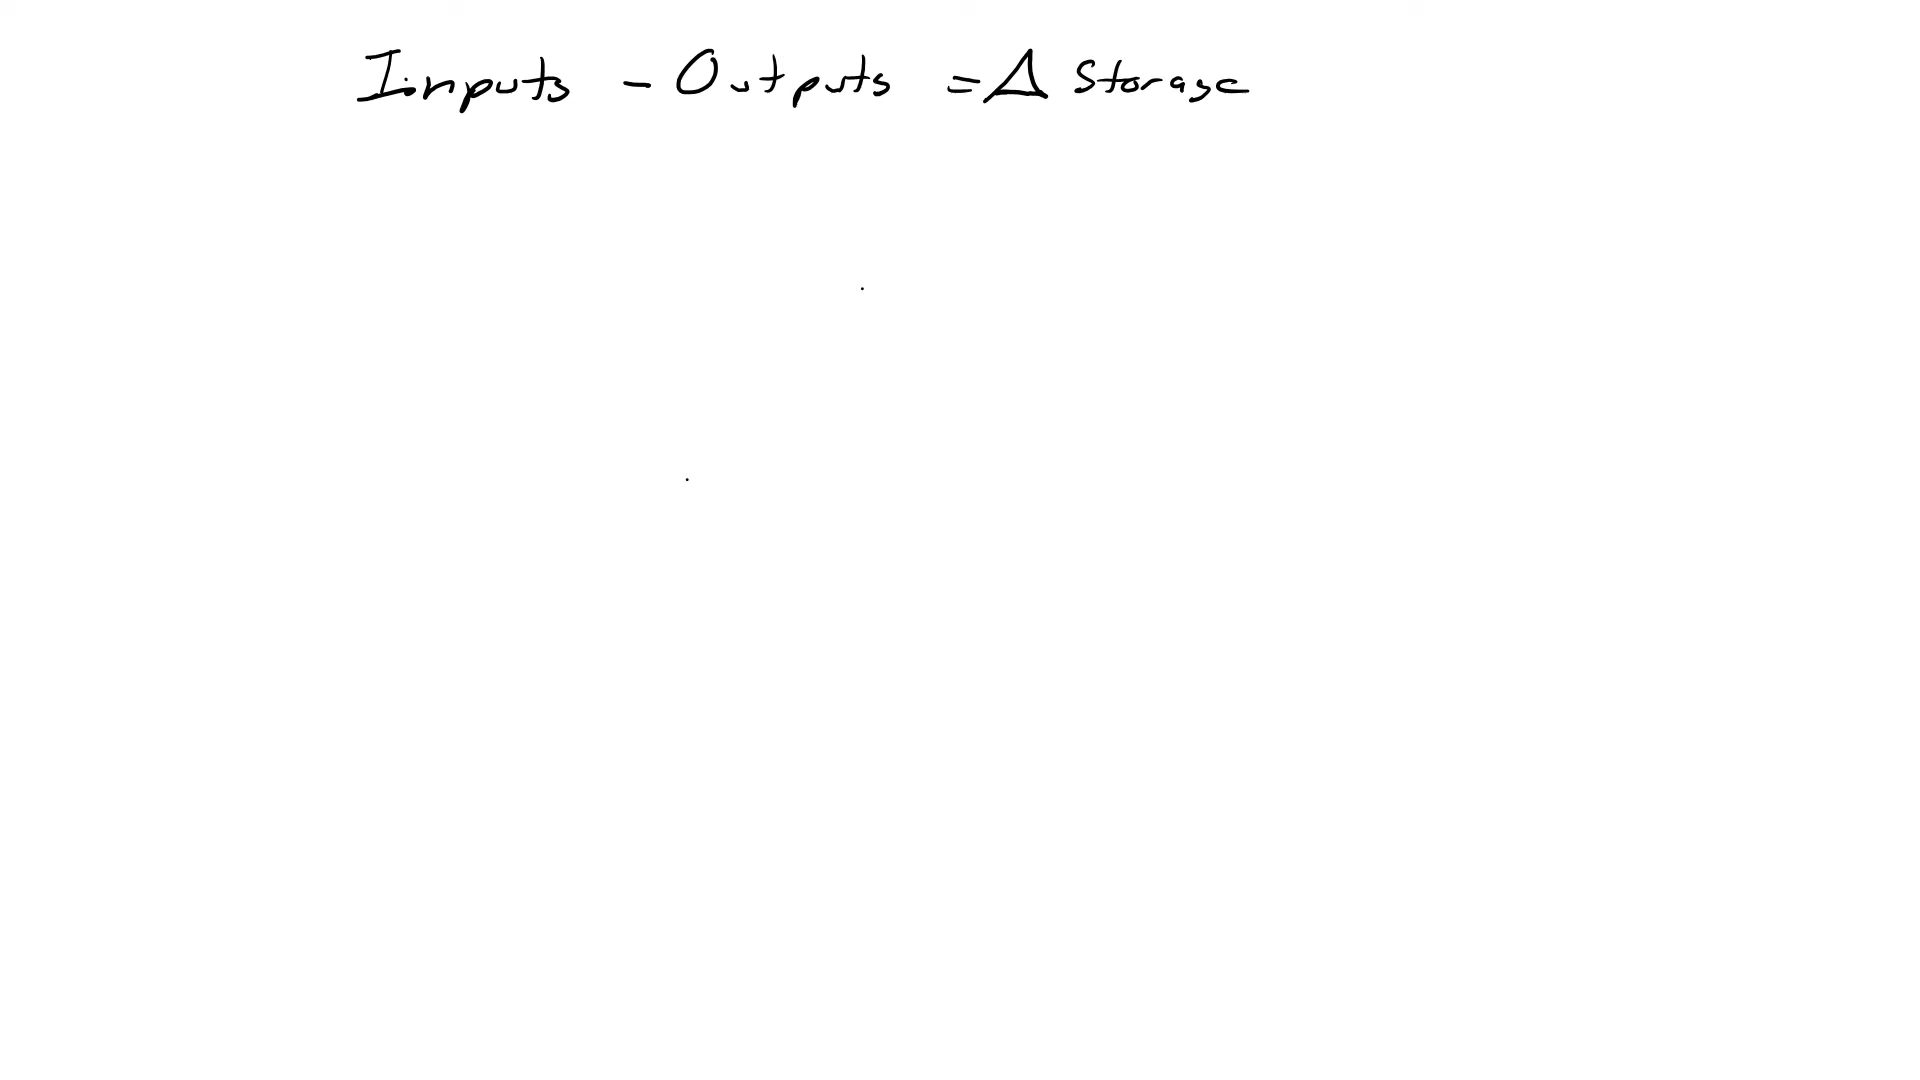 Inputs - Outputs = Δ Storage